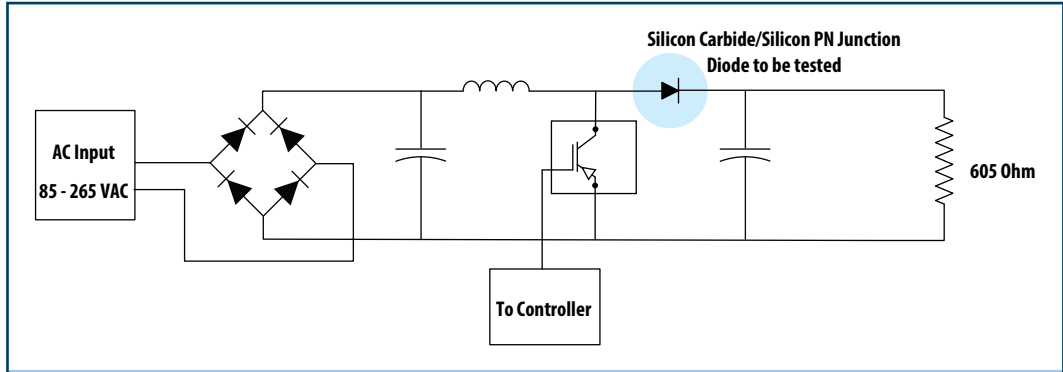 Silicon Carbide/Silicon PN Junction
Diode to be tested
AC Input
85 - 265 VAC
605 Ohm
To Controller